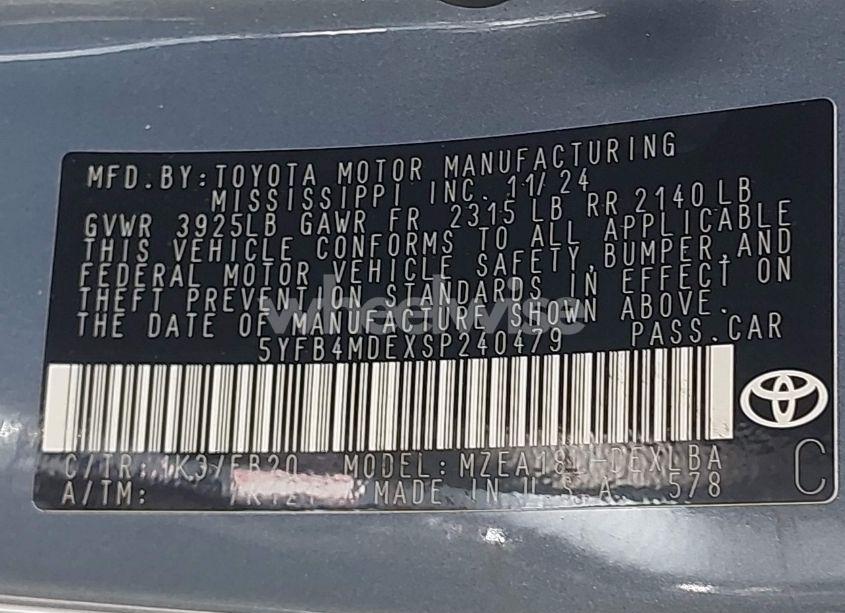 MFD.BY:TOYOTA MOTOR MANUFACTURING
MISSISSIPPI INC. 11/24
GVWR 3925LB GAWR FR 2315 LB RR 2140 LB
THIS VEHICLE CONFORMS TO ALL APPLICABLE
FEDERAL MOTOR VEHICLE SAFETY, BUMPER, AND
THEFT PREVENTION STANDARDS IN EFFECT ON
THE DATE OF MANUFACTURE SHOWN ABOVE.
wheelwise
5YFB4MDEXSP240479 PASS.CAR
C/TR: MODEL:
A/TM: MADE IN U.S.A. 578
C